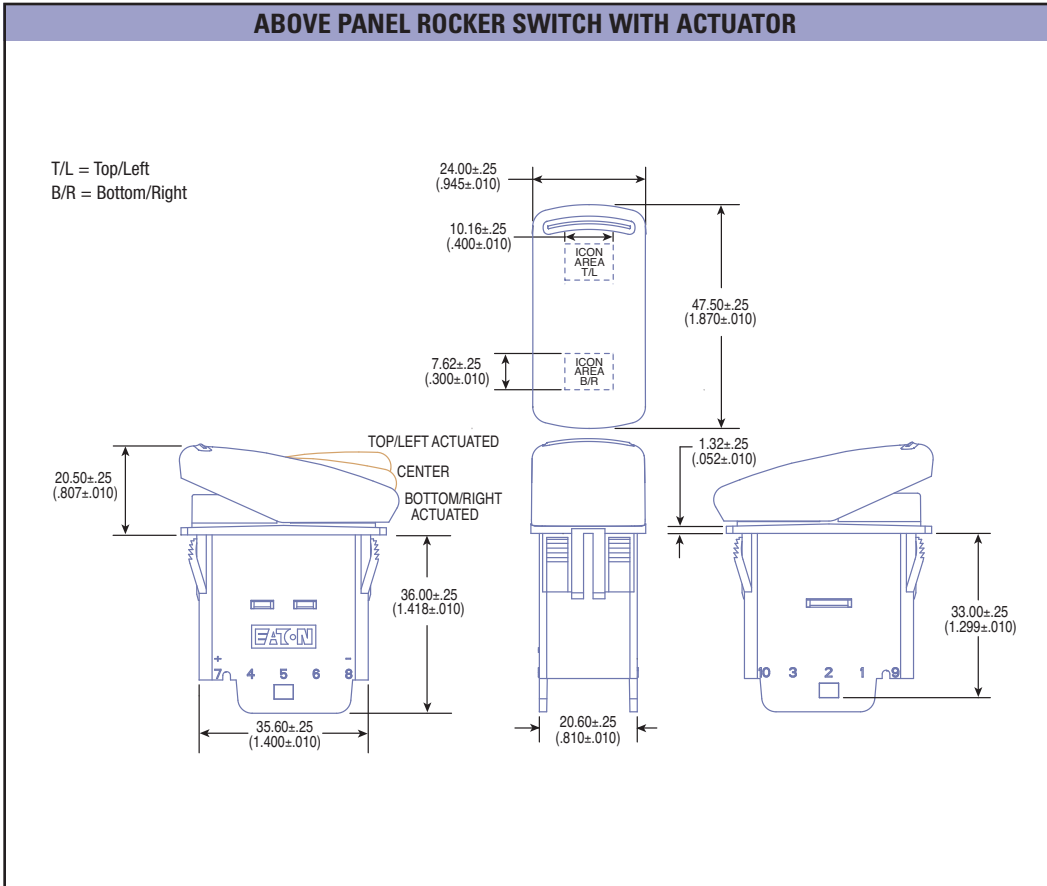 ABOVE PANEL ROCKER SWITCH WITH ACTUATOR
T/L = Top/Left
B/R = Bottom/Right
24.00±.25
(.945±.010)
10.16±.25
(.400±.010)
ICON
AREA
T/L
47.50±.25
(1.870±.010)
7.62±.25
(.300±.010)
ICON
AREA
B/R
TOP/LEFT ACTUATED
CENTER
BOTTOM/RIGHT
ACTUATED
20.50±.25
(.807±.010)
1.32±.25
(.052±.010)
36.00±.25
(1.418±.010)
33.00±.25
(1.299±.010)
EATON
+ -
7 4 5 6 8
10 3 2 1 9
35.60±.25
(1.400±.010)
20.60±.25
(.810±.010)